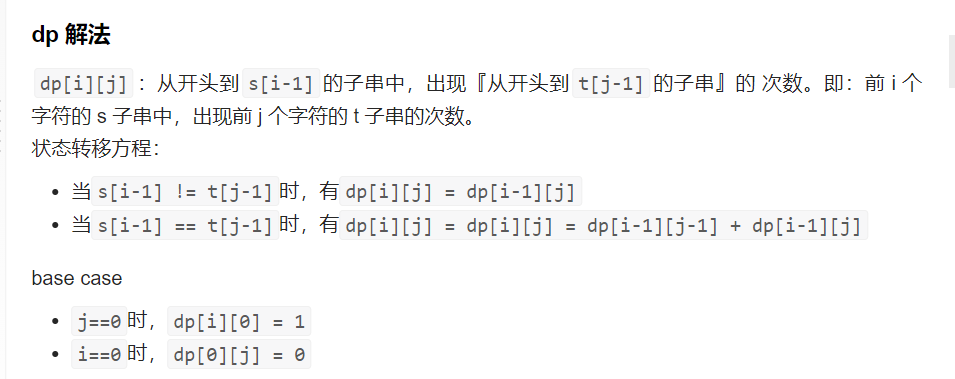 dp 解法
dp[i][j] ：从开头到 s[i-1] 的子串中，出现『从开头到 t[j-1] 的子串』的 次数。即：前 i 个
字符的 s 子串中，出现前 j 个字符的 t 子串的次数。
状态转移方程：
• 当 s[i-1] != t[j-1] 时，有 dp[i][j] = dp[i-1][j]
• 当 s[i-1] == t[j-1] 时，有 dp[i][j] = dp[i][j] = dp[i-1][j-1] + dp[i-1][j]
base case
• j==0 时， dp[i][0] = 1
• i==0 时， dp[0][j] = 0